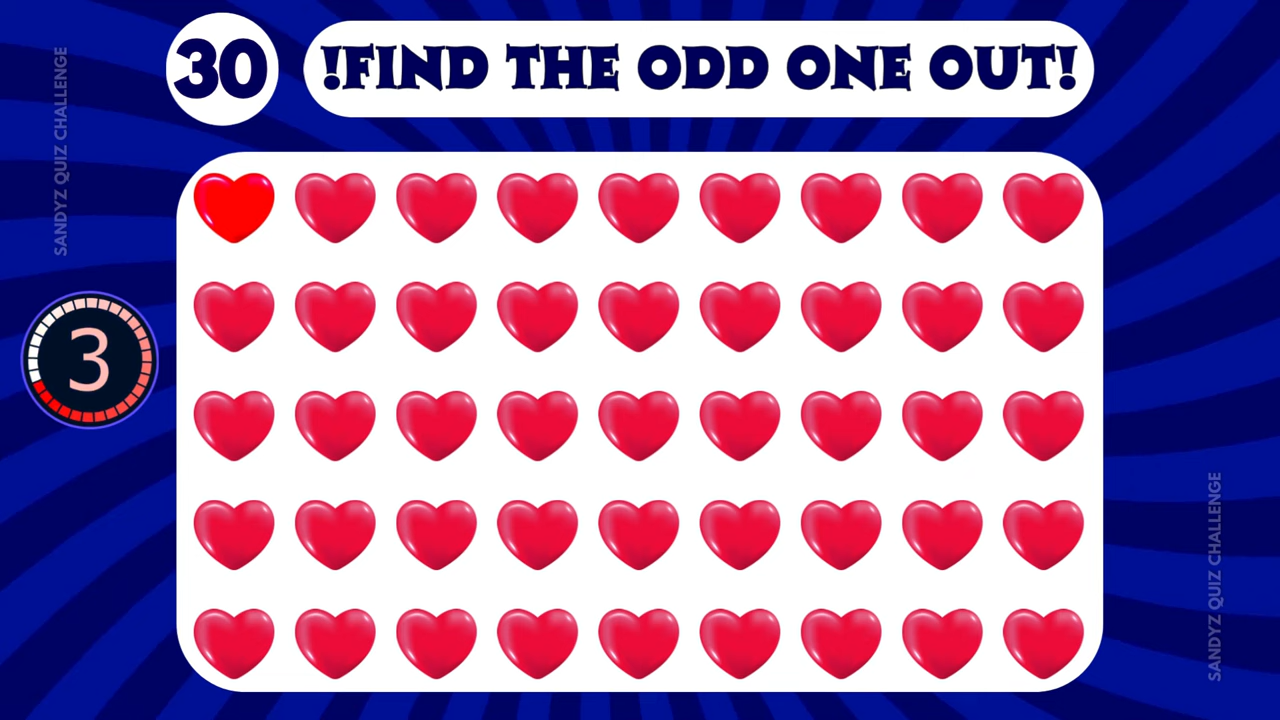 30
!FIND THE ODD ONE OUT!
SANDYZ QUIZ CHALLENGE
3
SANDYZ QUIZ CHALLENGE